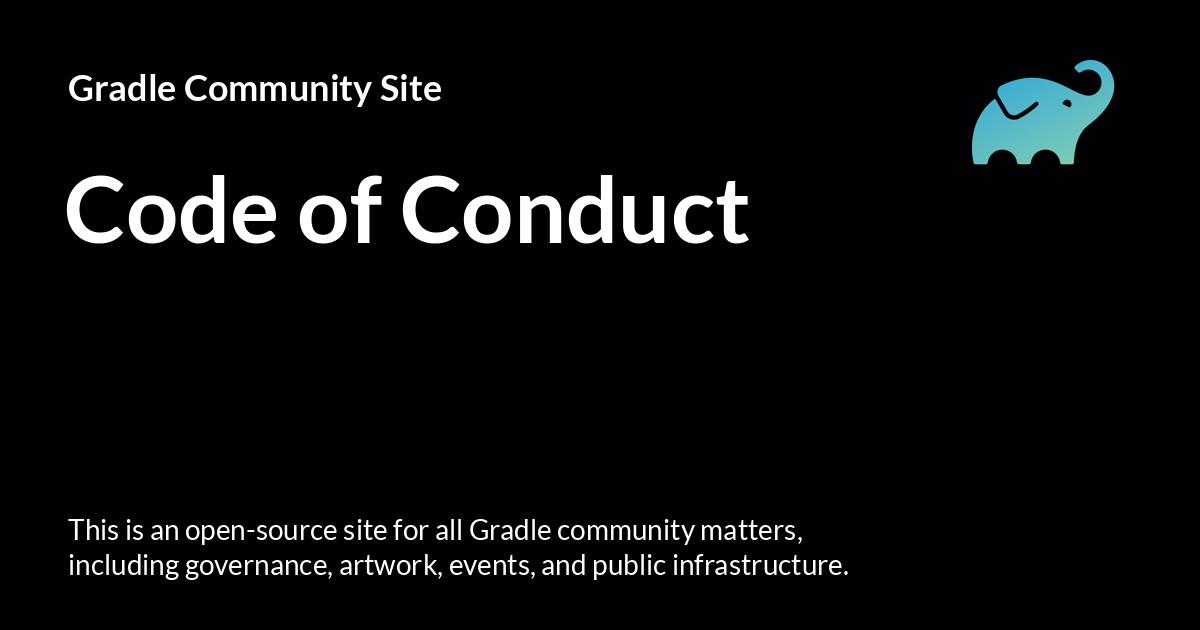 Gradle Community Site
Code of Conduct
This is an open-source site for all Gradle community matters,
including governance, artwork, events, and public infrastructure.